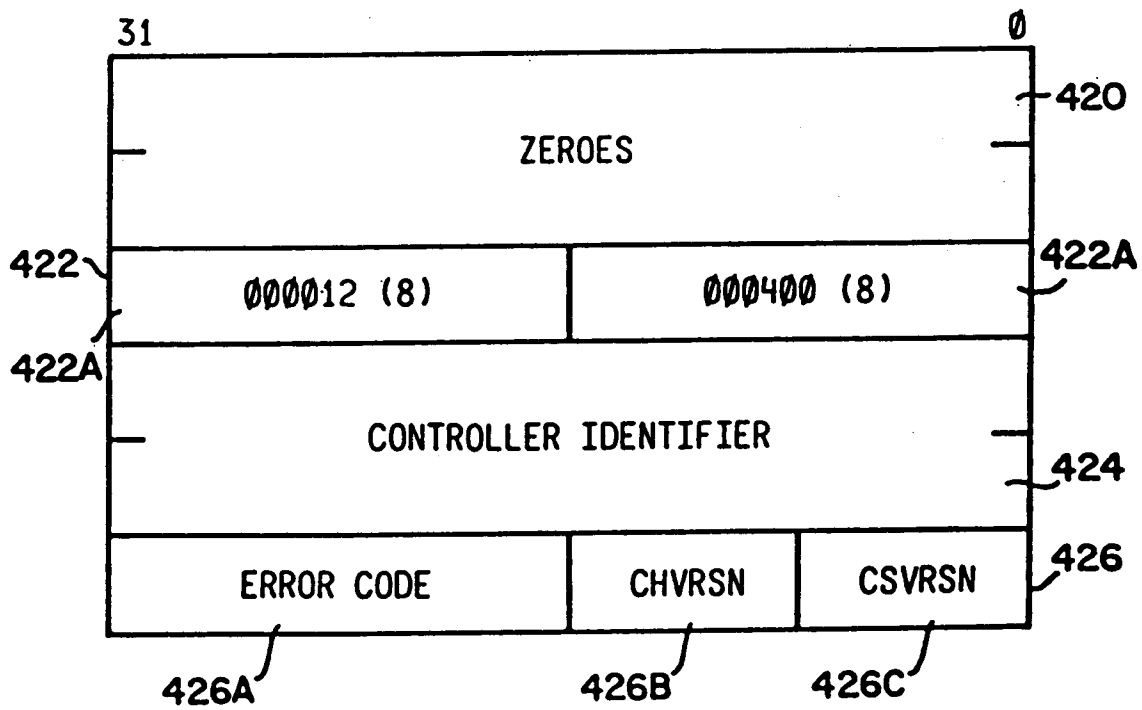 31 0
420
ZEROES
422 000012 (8) 000400 (8) 422A
422A
CONTROLLER IDENTIFIER
424
ERROR CODE CHVRSN CSVRSN 426
426A 426B 426C